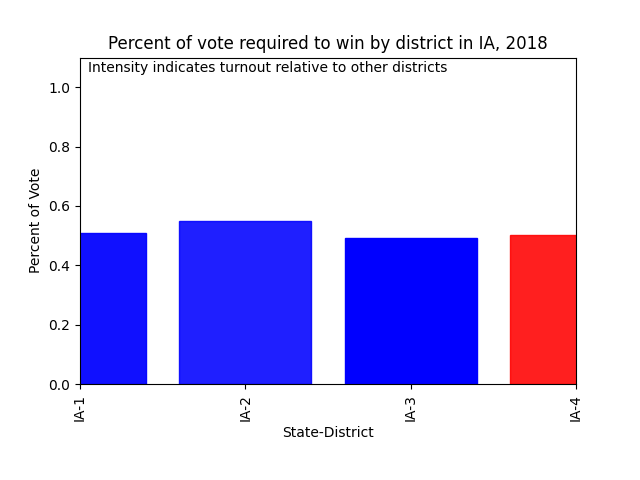 Percent of vote required to win by district in IA, 2018
Intensity indicates turnout relative to other districts
1.0
0.8
0.6
0.4
0.2
0.0
Percent of Vote
IA-1
IA-2
IA-3
IA-4
State-District